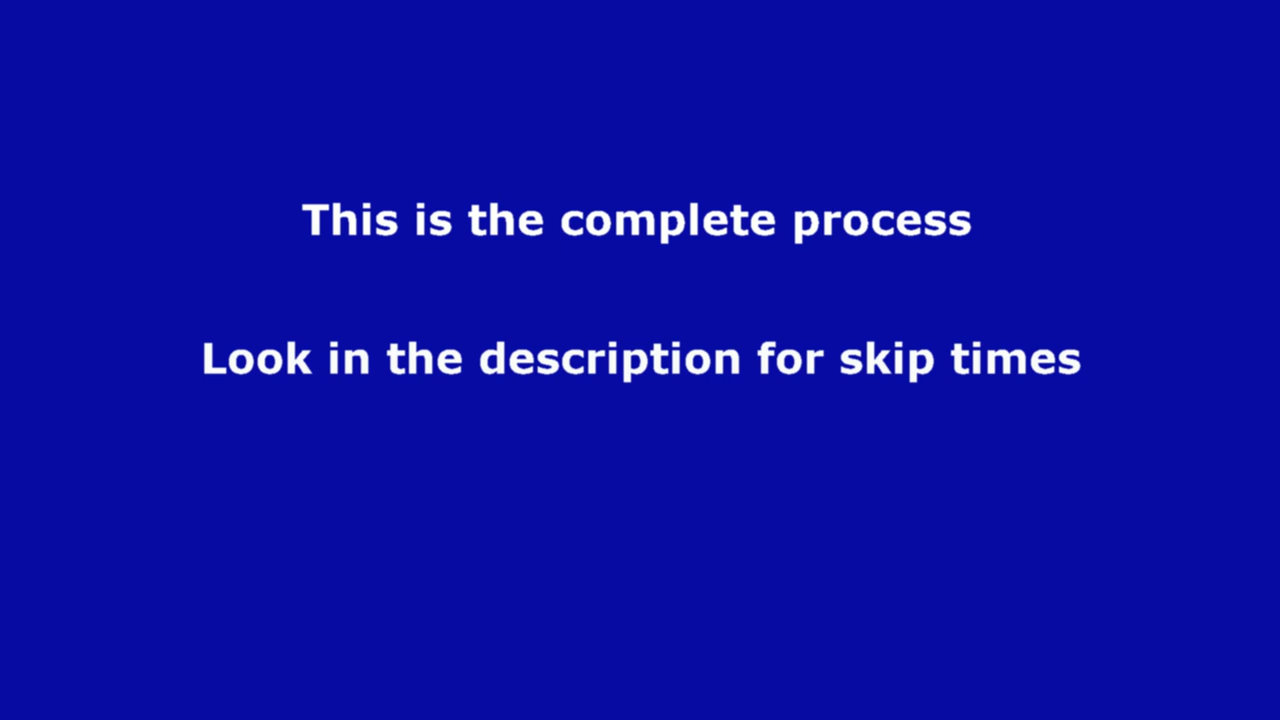 This is the complete process
Look in the description for skip times